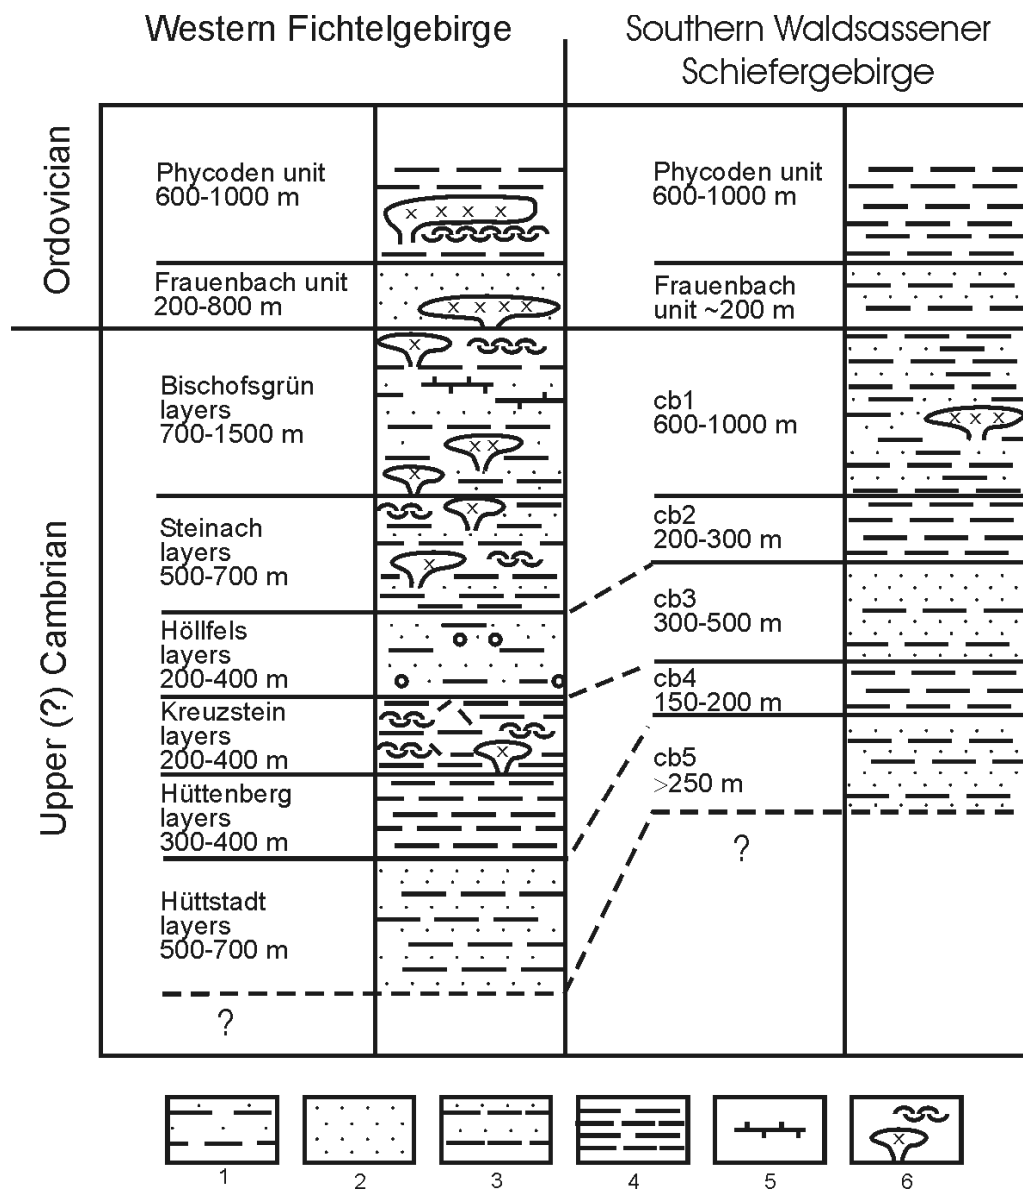 Western Fichtelgebirge
Southern Waldsassener
Schiefergebirge
Ordovician
Phycoden unit
600-1000 m
Frauenbach unit
200-800 m
Phycoden unit
600-1000 m
Frauenbach
unit ~200 m
Upper (?) Cambrian
Bischofsgrün
layers
700-1500 m
Steinach
layers
500-700 m
Höllfels
layers
200-400 m
Kreuzstein
layers
200-400 m
Hüttenberg
layers
300-400 m
Hüttstadt
layers
500-700 m
?
cb1
600-1000 m
cb2
200-300 m
cb3
300-500 m
cb4
150-200 m
cb5
>250 m
?
1 2 3 4 5 6